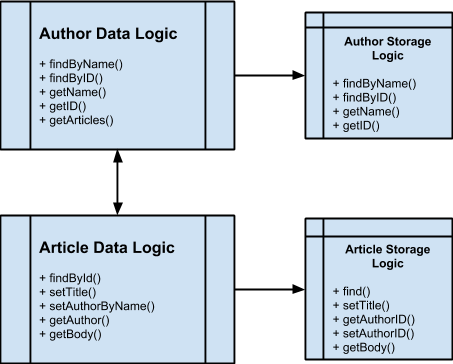 Author Data Logic
+ findByName()
+ findByID()
+ getName()
+ getID()
+ getArticles()
Author Storage
Logic
+ findByName()
+ findByID()
+ getName()
+ getID()
Article Data Logic
+ findById()
+ setTitle()
+ setAuthorByName()
+ getAuthor()
+ getBody()
Article Storage
Logic
+ find()
+ setTitle()
+ getAuthorID()
+ setAuthorID()
+ getBody()